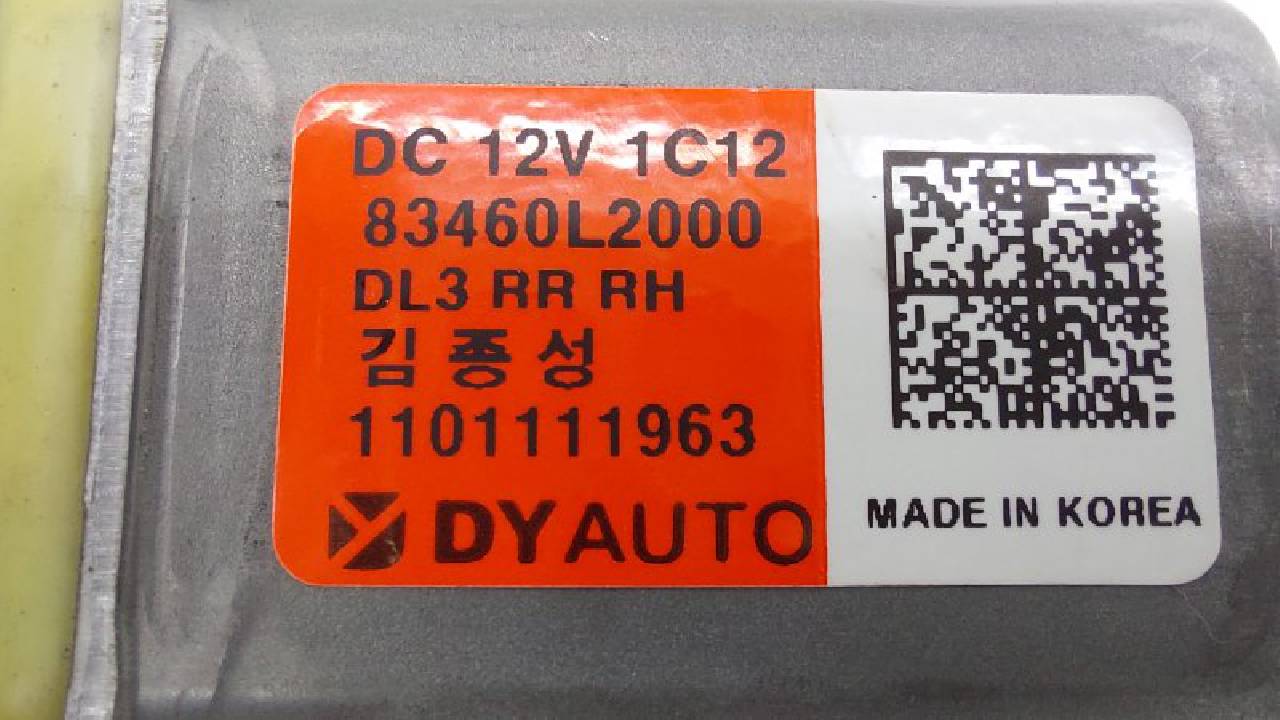 DC 12V 1C12
83460L2000
DL3 RR RH
김종성
1101111963
DYAUTO
MADE IN KOREA